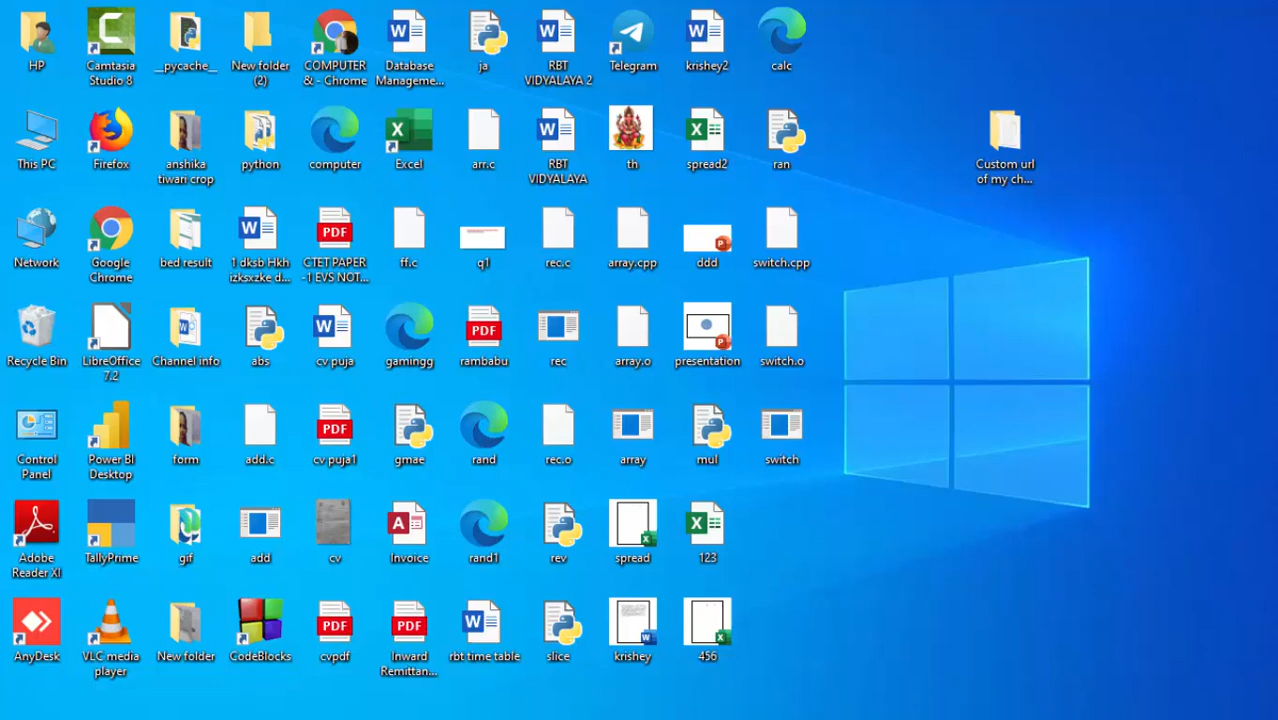 HP
Camtasia
Studio 8
__pycache__
New folder
(2)
COMPUTER
& - Chrome
Database
Manageme...
ja
RBT
VIDYALAYA 2
Telegram
krishey2
calc
This PC
Firefox
anshika
tiwari crop
python
computer
Excel
arr.c
RBT
VIDYALAYA
th
spread2
ran
Custom url
of my ch...
Network
Google
Chrome
bed result
1 dksb Hkh
izksxzke d...
PDF
CTET PAPER
-1 EVS NOT...
ff.c
q1
rec.c
array.cpp
ddd
switch.cpp
Recycle Bin
LibreOffice
7.2
Channel info
abs
cv puja
gamingg
PDF
rambabu
rec
array.o
presentation
switch.o
Control
Panel
Power BI
Desktop
form
add.c
PDF
cv puja1
gmae
rand
rec.o
array
mul
switch
Adobe
Reader XI
TallyPrime
gif
add
cv
Invoice
rand1
rev
spread
123
AnyDesk
VLC media
player
New folder
CodeBlocks
PDF
cvpdf
PDF
Inward
Remittan...
rbt time table
slice
krishey
456